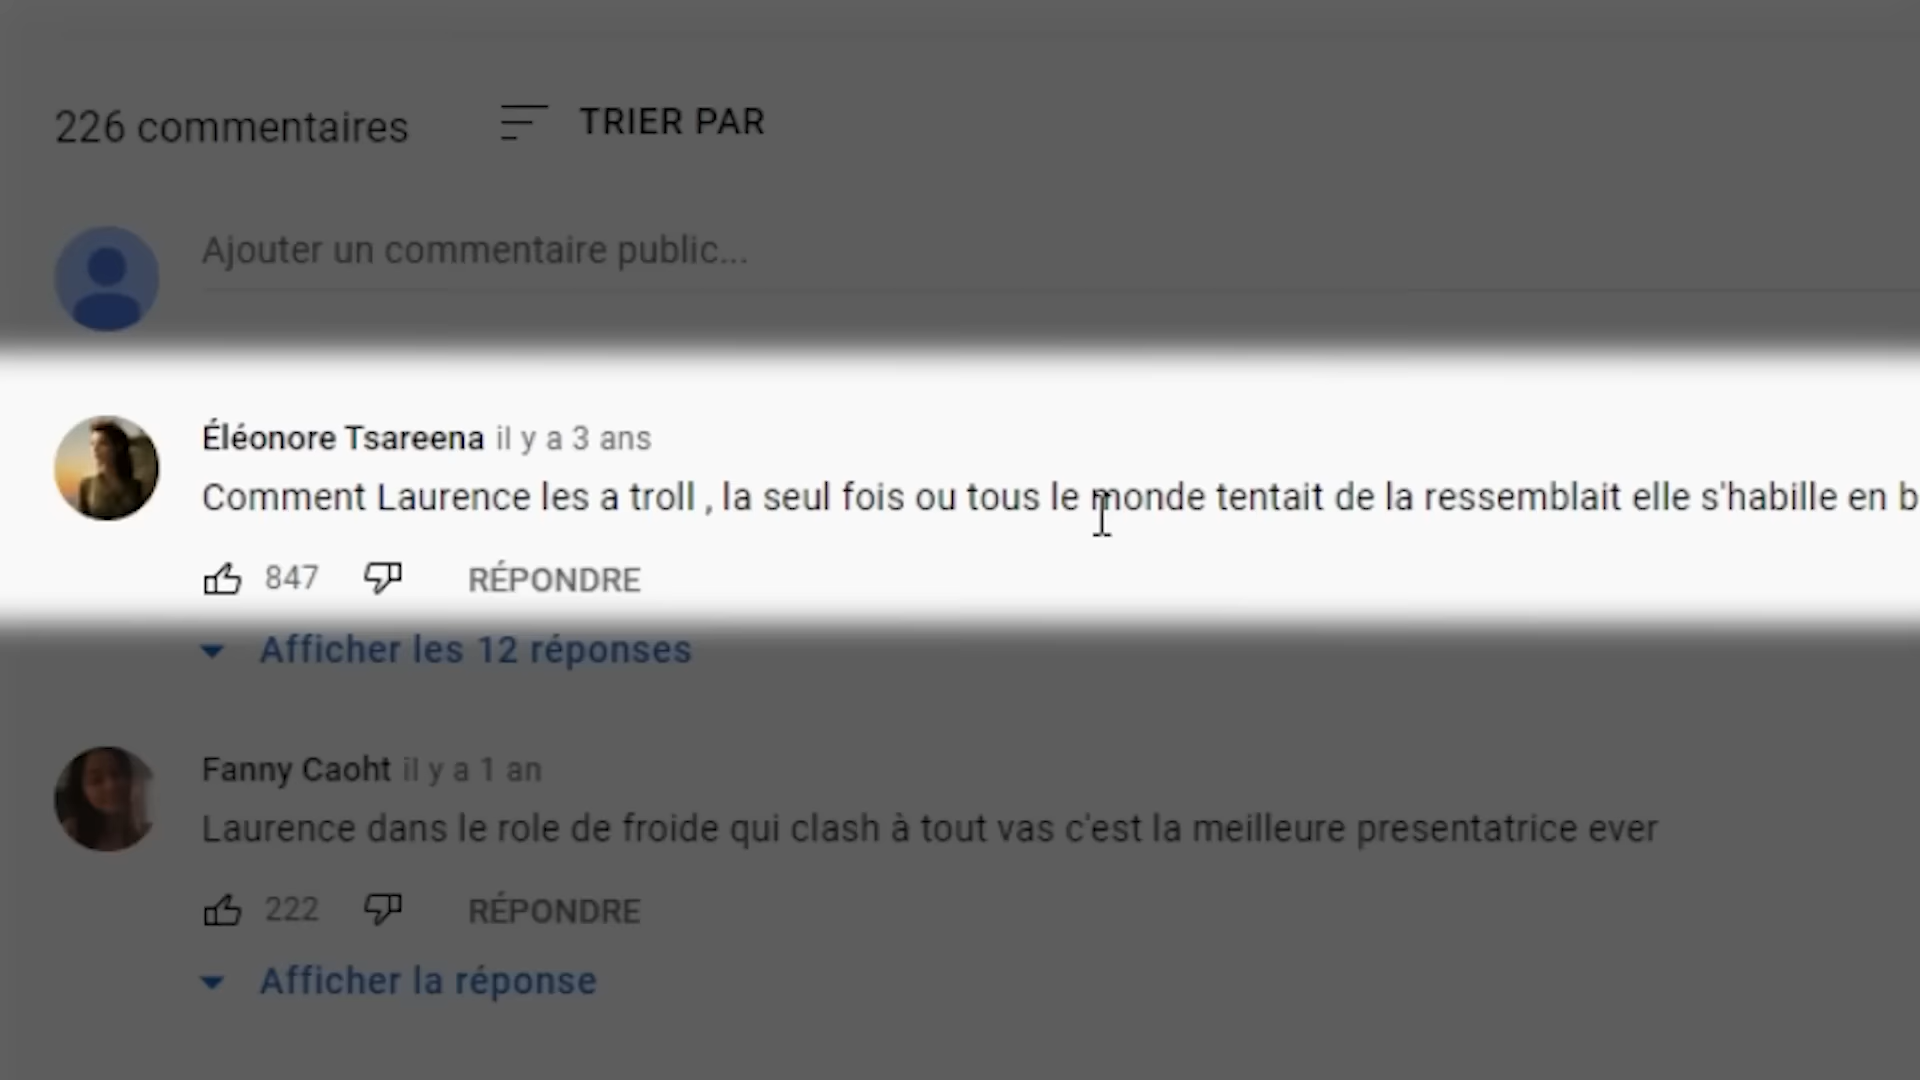 226 commentaires
TRIER PAR
Ajouter un commentaire public...
Éléonore Tsareena il y a 3 ans
Comment Laurence les a troll , la seul fois ou tous le monde tentait de la ressemblait elle s'habille en b
847
RÉPONDRE
Afficher les 12 réponses
Fanny Caoht il y a 1 an
Laurence dans le role de froide qui clash à tout vas c'est la meilleure presentatrice ever
222
RÉPONDRE
Afficher la réponse